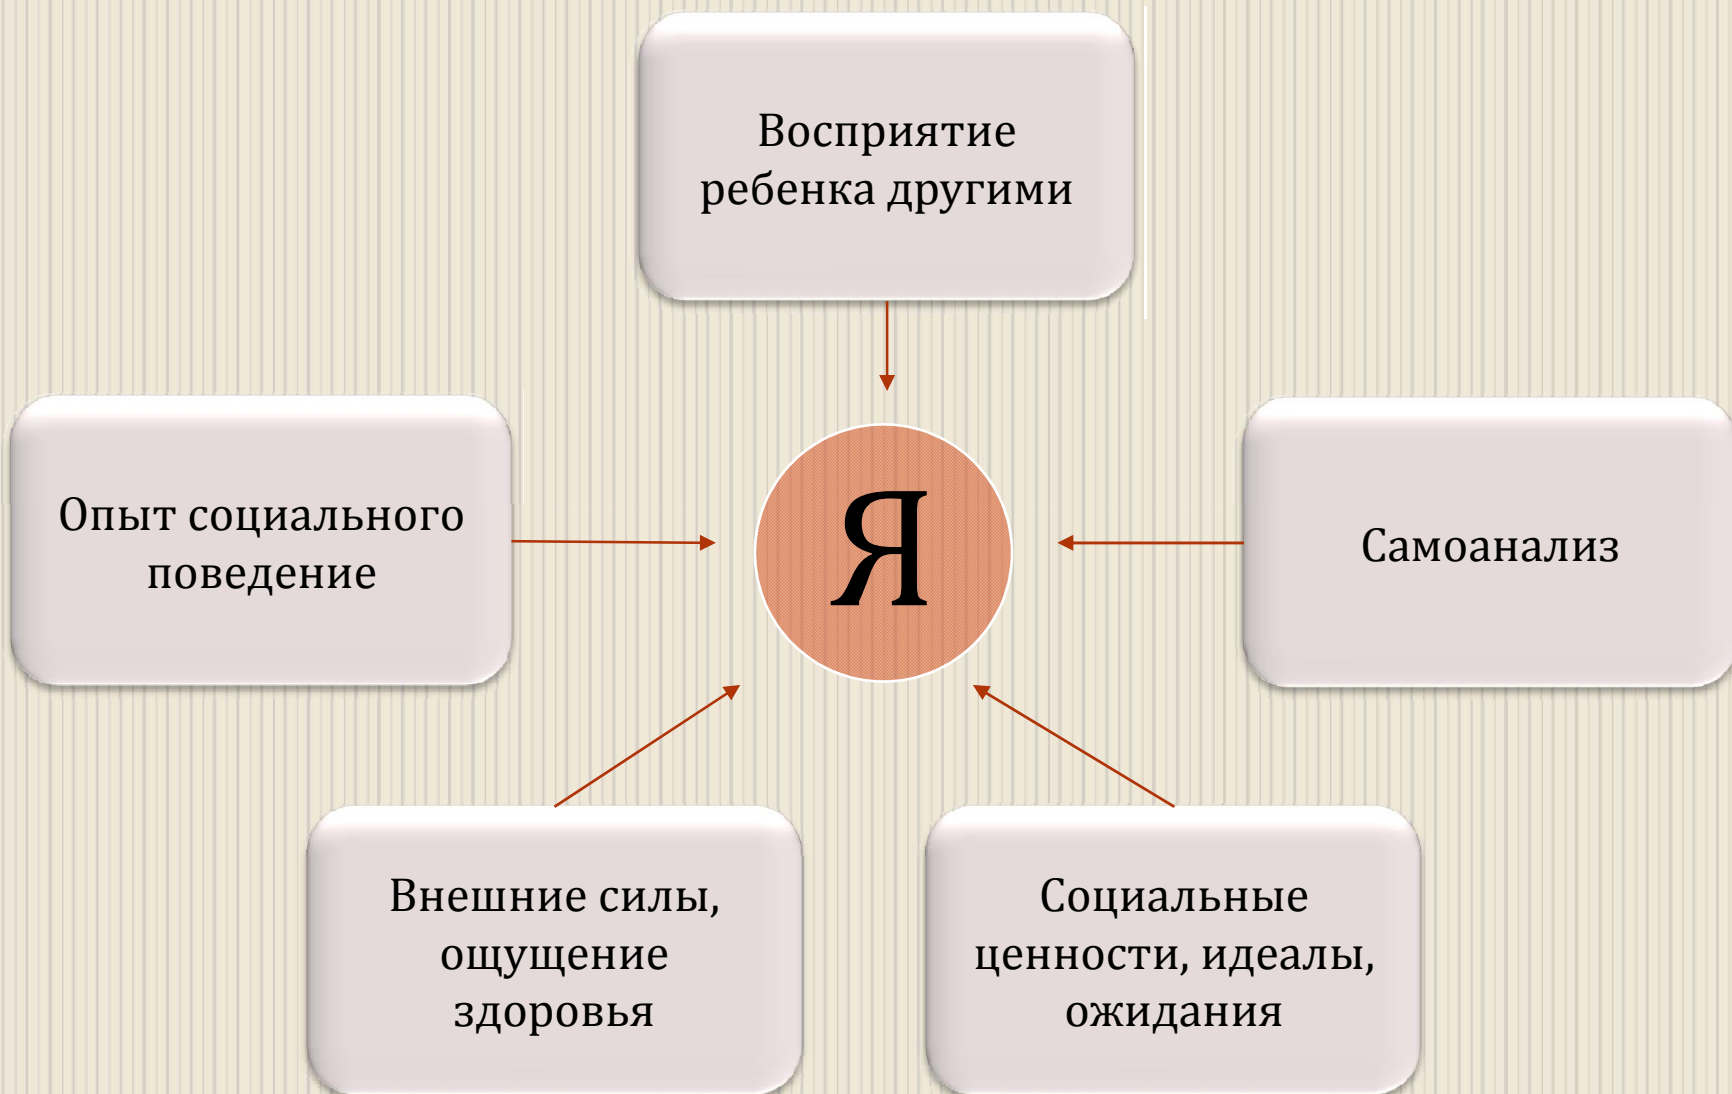 Восприятие
ребенка другими
Опыт социального
поведение
Я
Самоанализ
Внешние силы,
ощущение
здоровья
Социальные
ценности, идеалы,
ожидания